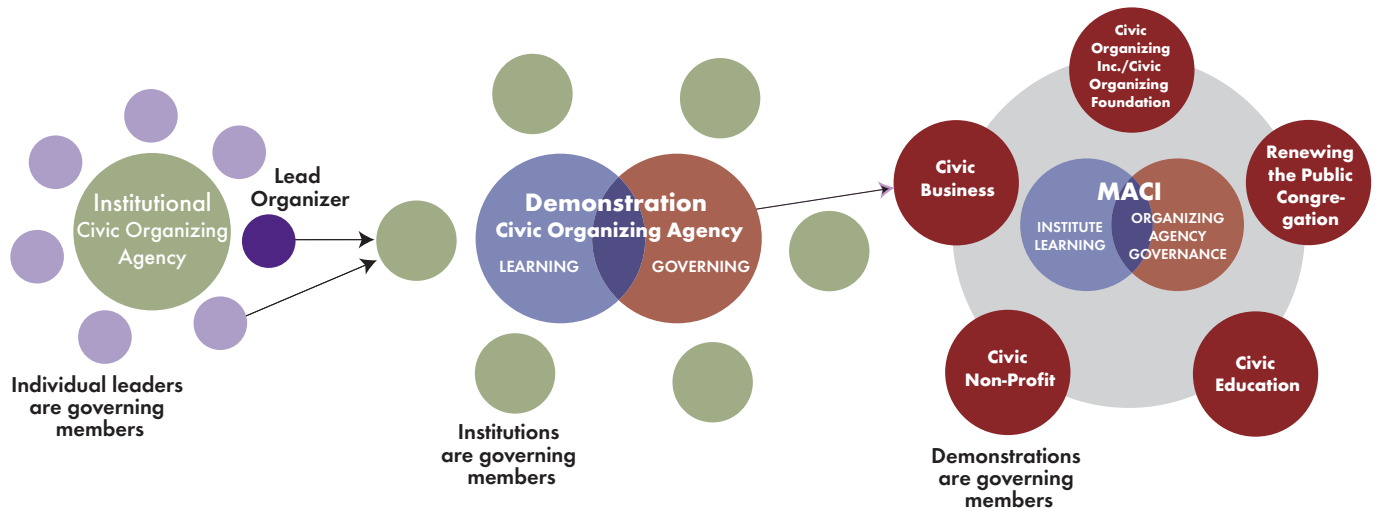 Institutional
Civic Organizing
Agency
Lead
Organizer
Individual leaders
are governing
members
Demonstration
Civic Organizing Agency
LEARNING
GOVERNING
Institutions
are governing
members
Civic
Organizing
Inc./Civic
Organizing
Foundation
Civic
Business
Renewing
the Public
Congre-
gation
MACI
INSTITUTE
LEARNING
ORGANIZING
AGENCY
GOVERNANCE
Civic
Non-Profit
Civic
Education
Demonstrations
are governing
members